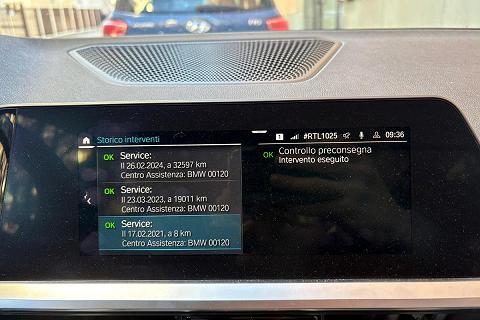 Storico interventi
#RTL1025
09:36
OK Service:
Il 26.02.2024, a 32597 km
Centro Assistenza: BMW 00120
OK Service:
Il 23.03.2023, a 19011 km
Centro Assistenza: BMW 00120
OK Service:
Il 17.02.2021, a 8 km
Centro Assistenza: BMW 00120
OK Controllo preconsegna
Intervento eseguito